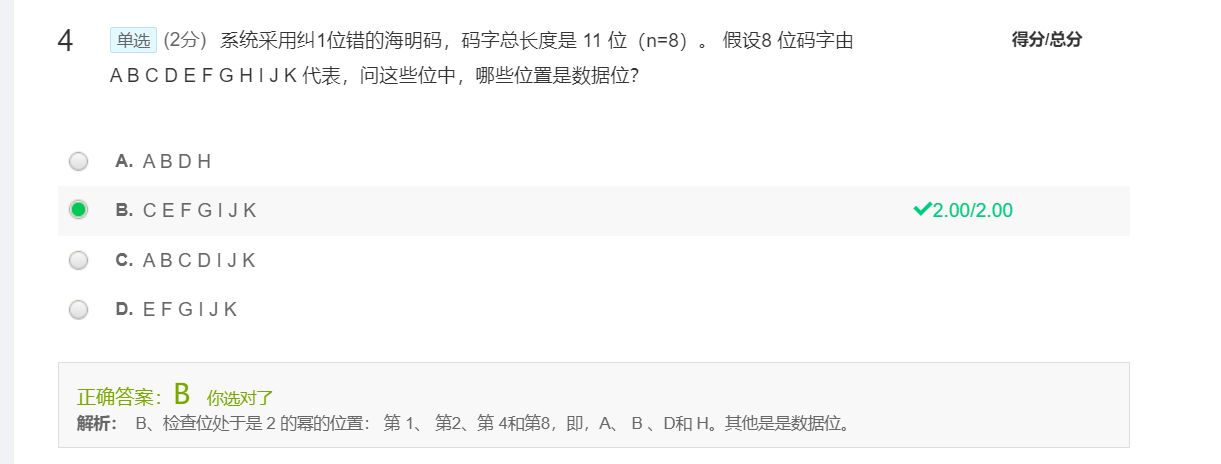 4 单选 (2分) 系统采用纠1位错的海明码，码字总长度是 11 位（n=8）。 假设8 位码字由 得分/总分
A B C D E F G H I J K 代表，问这些位中，哪些位置是数据位？
A. A B D H
B. C E F G I J K 2.00/2.00
C. A B C D I J K
D. E F G I J K
正确答案： B 你选对了
解析： B、检查位处于是 2 的幂的位置： 第 1、 第2、第 4和第8，即，A、 B 、D和 H。其他是是数据位。